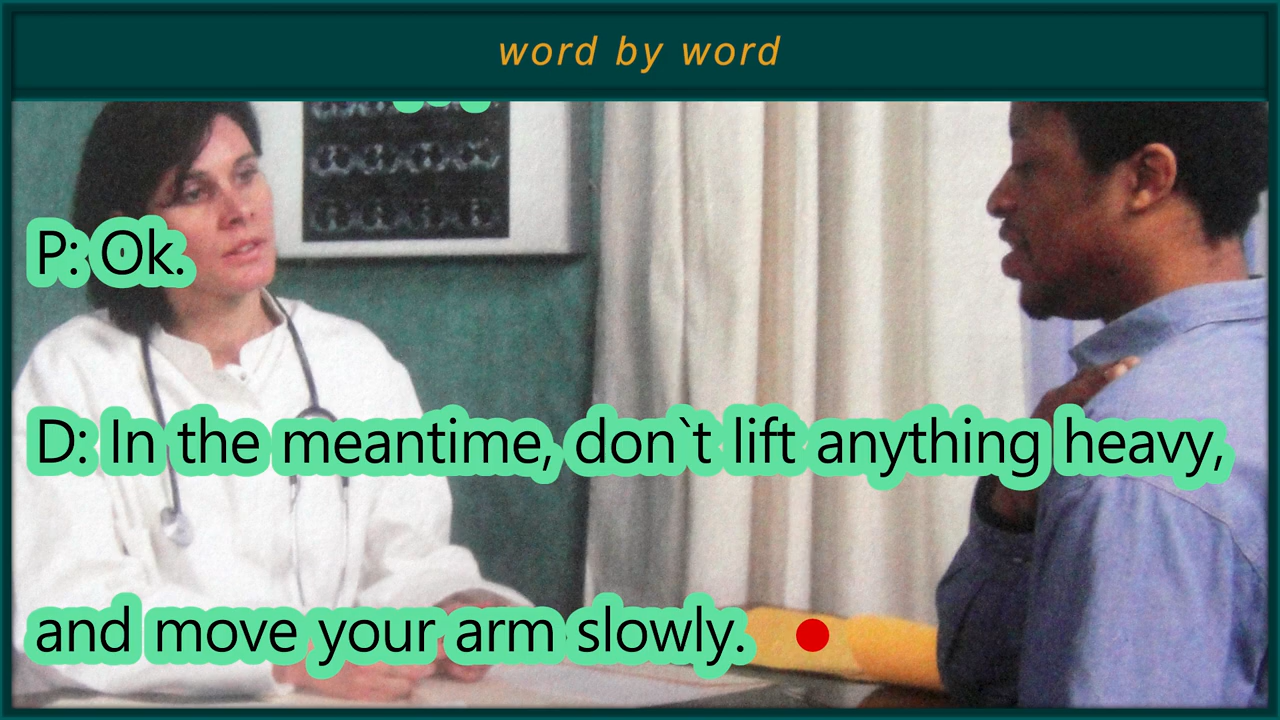 word by word
P: Ok.
D: In the meantime, don`t lift anything heavy,
and move your arm slowly.